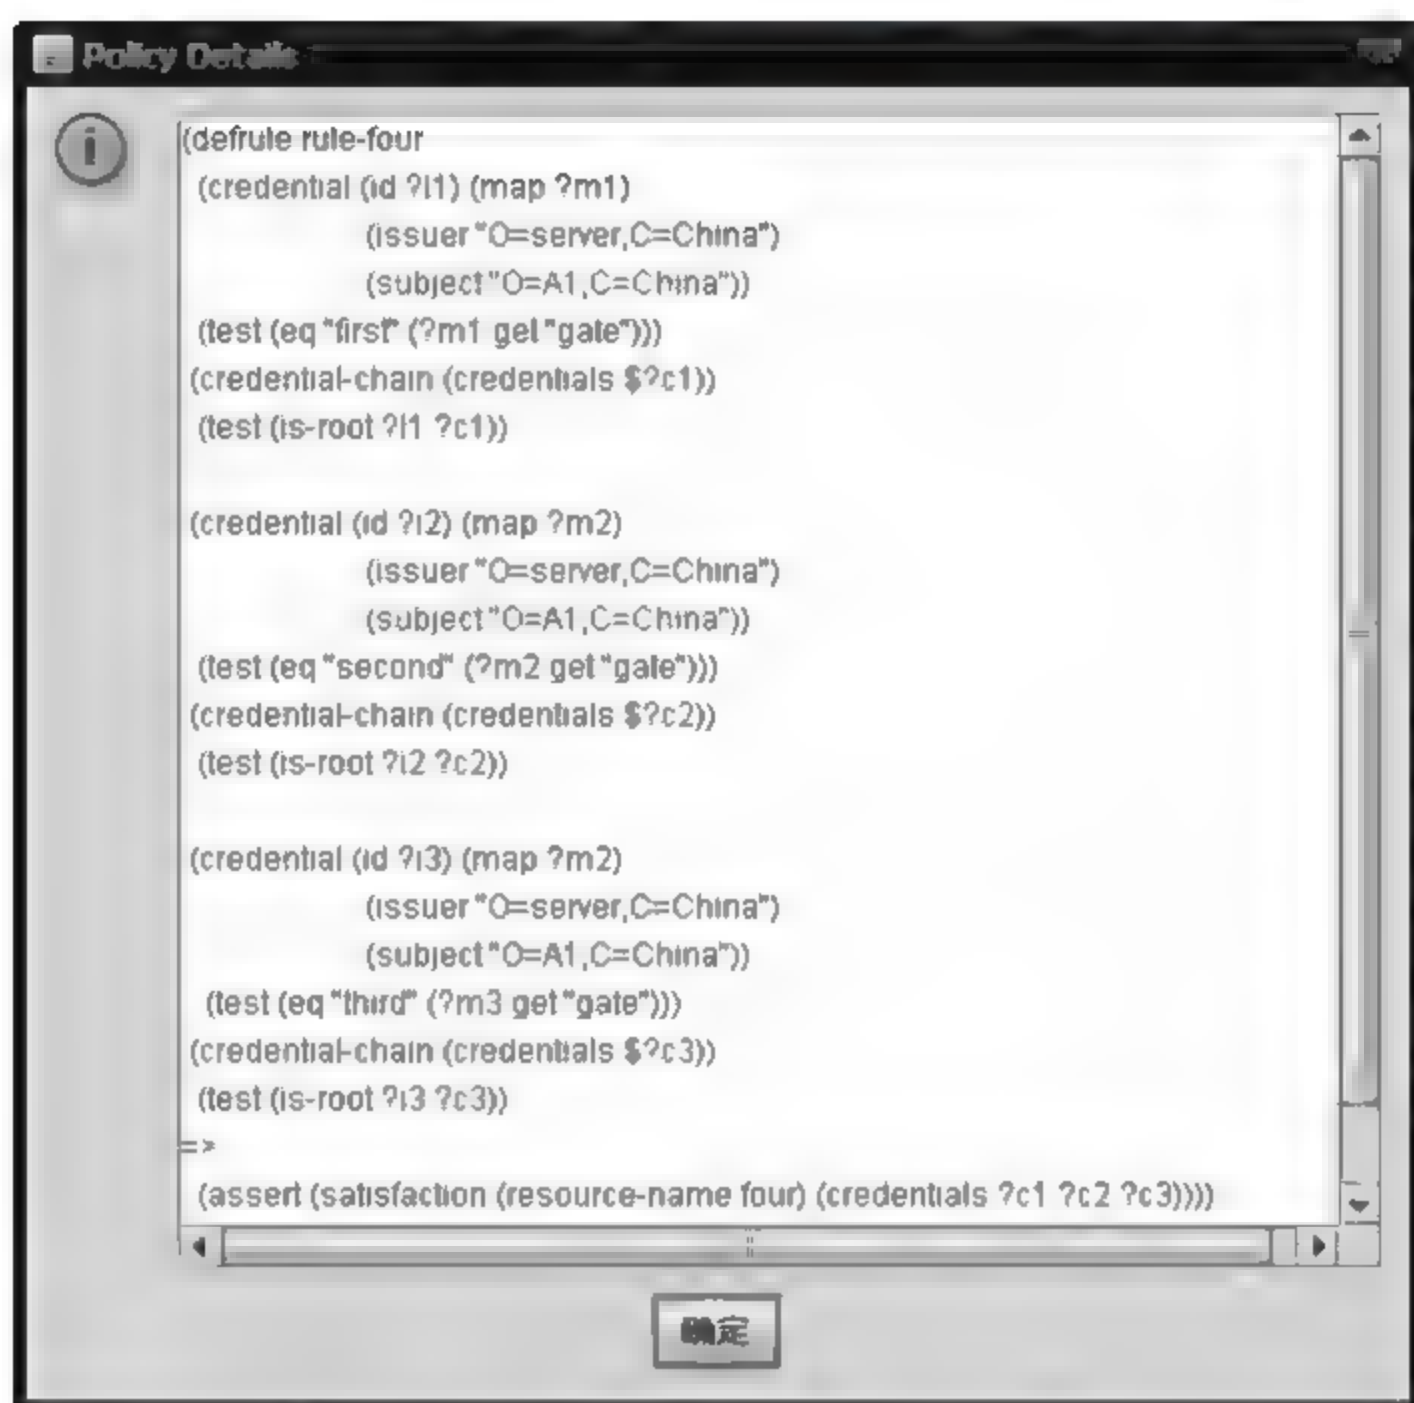 Policy Details
(defrule rule-four
(credential (id ?i1) (map ?m1)
(issuer "O=server,C=China")
(subject "O=A1,C=China"))
(test (eq "first" (?m1 get "gate")))
(credential-chain (credentials $?c1))
(test (is-root ?i1 ?c1))
(credential (id ?i2) (map ?m2)
(issuer "O=server,C=China")
(subject "O=A1,C=China"))
(test (eq "second" (?m2 get "gate")))
(credential-chain (credentials $?c2))
(test (is-root ?i2 ?c2))
(credential (id ?i3) (map ?m2)
(issuer "O=server,C=China")
(subject "O=A1,C=China"))
(test (eq "third" (?m3 get "gate")))
(credential-chain (credentials $?c3))
(test (is-root ?i3 ?c3))
=>
(assert (satisfaction (resource-name four) (credentials ?c1 ?c2 ?c3))))
确定